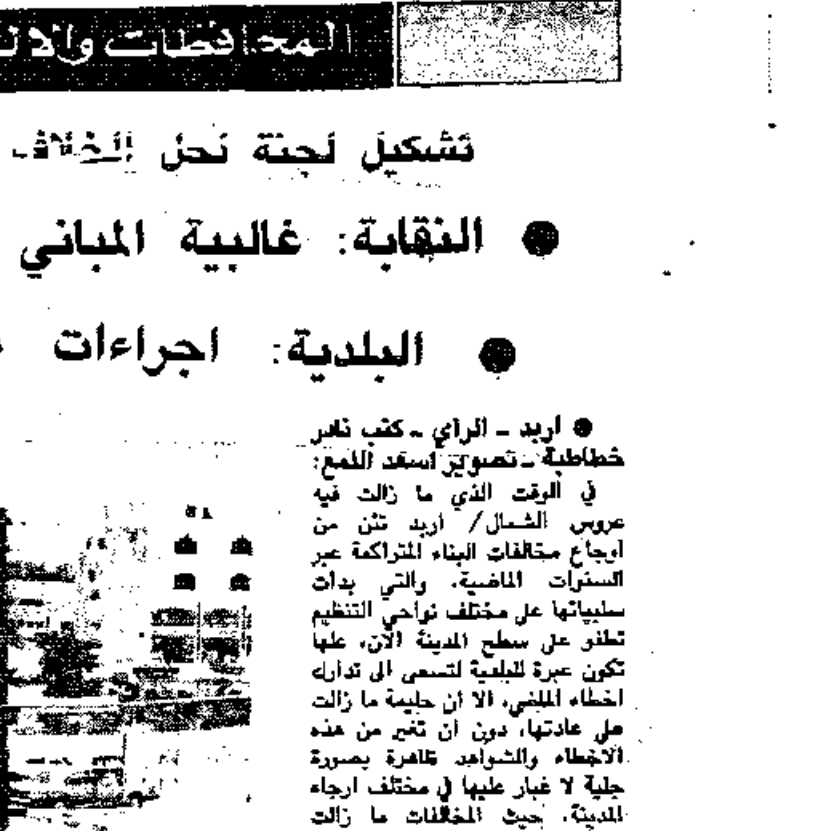 المحافظات والا
تشكيل لجنة لحل الخلاف
● النقابة: غالبية المباني
● البلدية: اجراءات
● اربد ـ الراي ـ كتب نادر
خطاطبة ـ تصوير اسعد اللمع:
في الوقت الذي ما زالت فيه
عروس الشمال/ اربد تئن من
اوجاع مخالفات البناء المتراكمة عبر
السنوات الماضية، والتي بدأت
سلبياتها على مختلف نواحي التنظيم
تطفو على سطح المدينة الآن، علها
تكون عبرة للبلدية لتسعى الى تدارك
اخطاء الماضي، الا ان حليمة ما زالت
على عادتها، دون ان تغير من هذه
الاخطاء والشواهد ظاهرة بصورة
جلية لا غبار عليها في مختلف ارجاء
المدينة، حيث المخالفات ما زالت